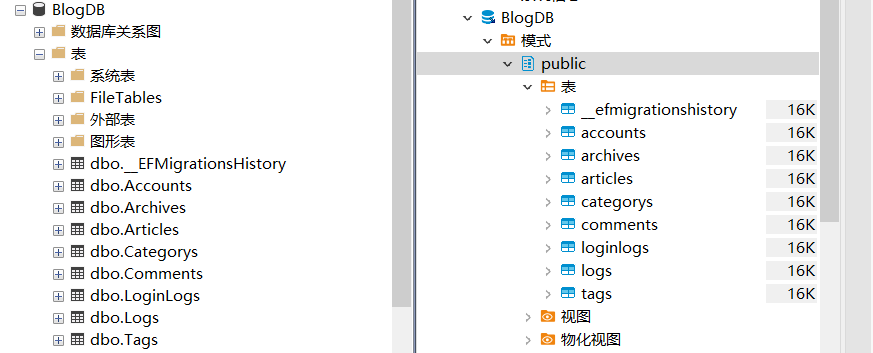 BlogDB
数据库关系图
表
系统表
FileTables
外部表
图形表
dbo.__EFMigrationsHistory
dbo.Accounts
dbo.Archives
dbo.Articles
dbo.Categorys
dbo.Comments
dbo.LoginLogs
dbo.Logs
dbo.Tags
BlogDB
模式
public
表
__efmigrationshistory 16K
accounts 16K
archives 16K
articles 16K
categorys 16K
comments 16K
loginlogs 16K
logs 16K
tags 16K
视图
物化视图